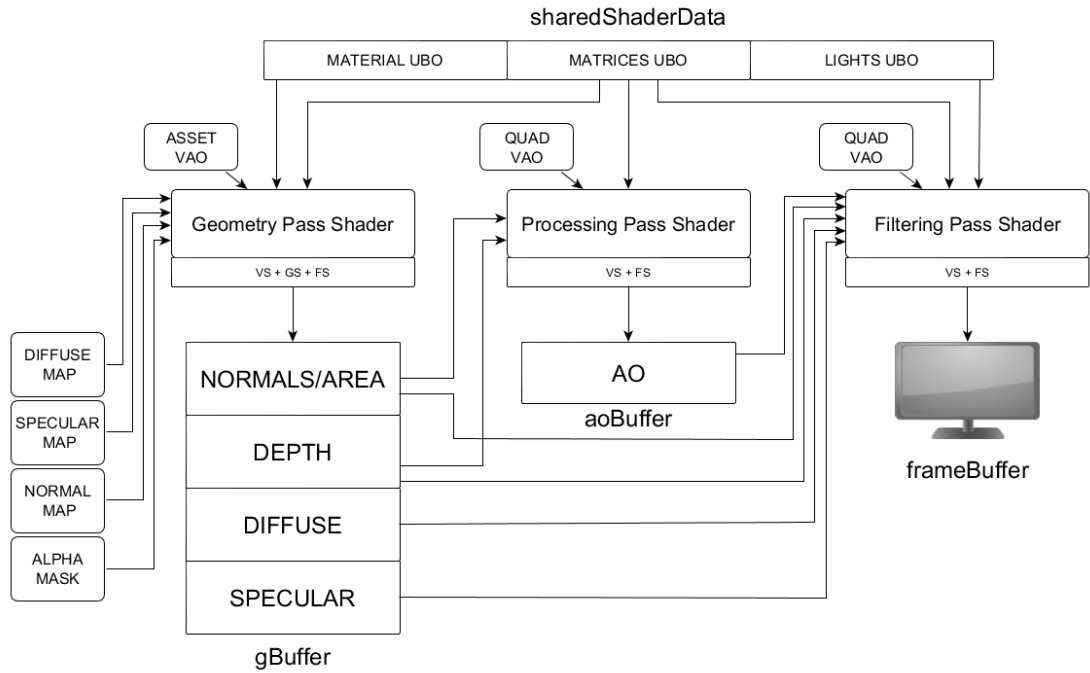 sharedShaderData
MATERIAL UBO
MATRICES UBO
LIGHTS UBO
ASSET
VAO
QUAD
VAO
QUAD
VAO
Geometry Pass Shader
Processing Pass Shader
Filtering Pass Shader
VS + GS + FS
VS + FS
VS + FS
DIFFUSE
MAP
SPECULAR
MAP
NORMAL
MAP
ALPHA
MASK
NORMALS/AREA
DEPTH
DIFFUSE
SPECULAR
gBuffer
AO
aoBuffer
frameBuffer